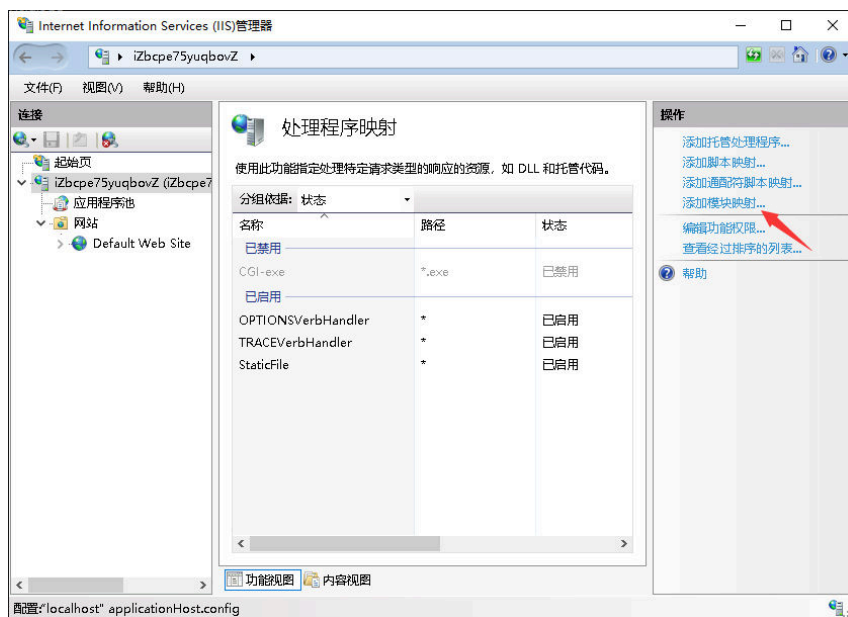 Internet Information Services (IIS)管理器
iZbcpe75yuqbovZ
文件(F) 视图(V) 帮助(H)
连接
起始页
iZbcpe75yuqbovZ (iZbcpe7
应用程序池
网站
Default Web Site
处理程序映射
使用此功能指定处理特定请求类型的响应的资源，如 DLL 和托管代码。
分组依据: 状态
名称 路径 状态
已禁用
CGI-exe *.exe 已禁用
已启用
OPTIONSVerbHandler * 已启用
TRACEVerbHandler * 已启用
StaticFile * 已启用
功能视图 内容视图
操作
添加托管处理程序...
添加脚本映射...
添加通配符脚本映射...
添加模块映射...
编辑功能权限...
查看经过排序的列表...
帮助
配置:"localhost" applicationHost.config